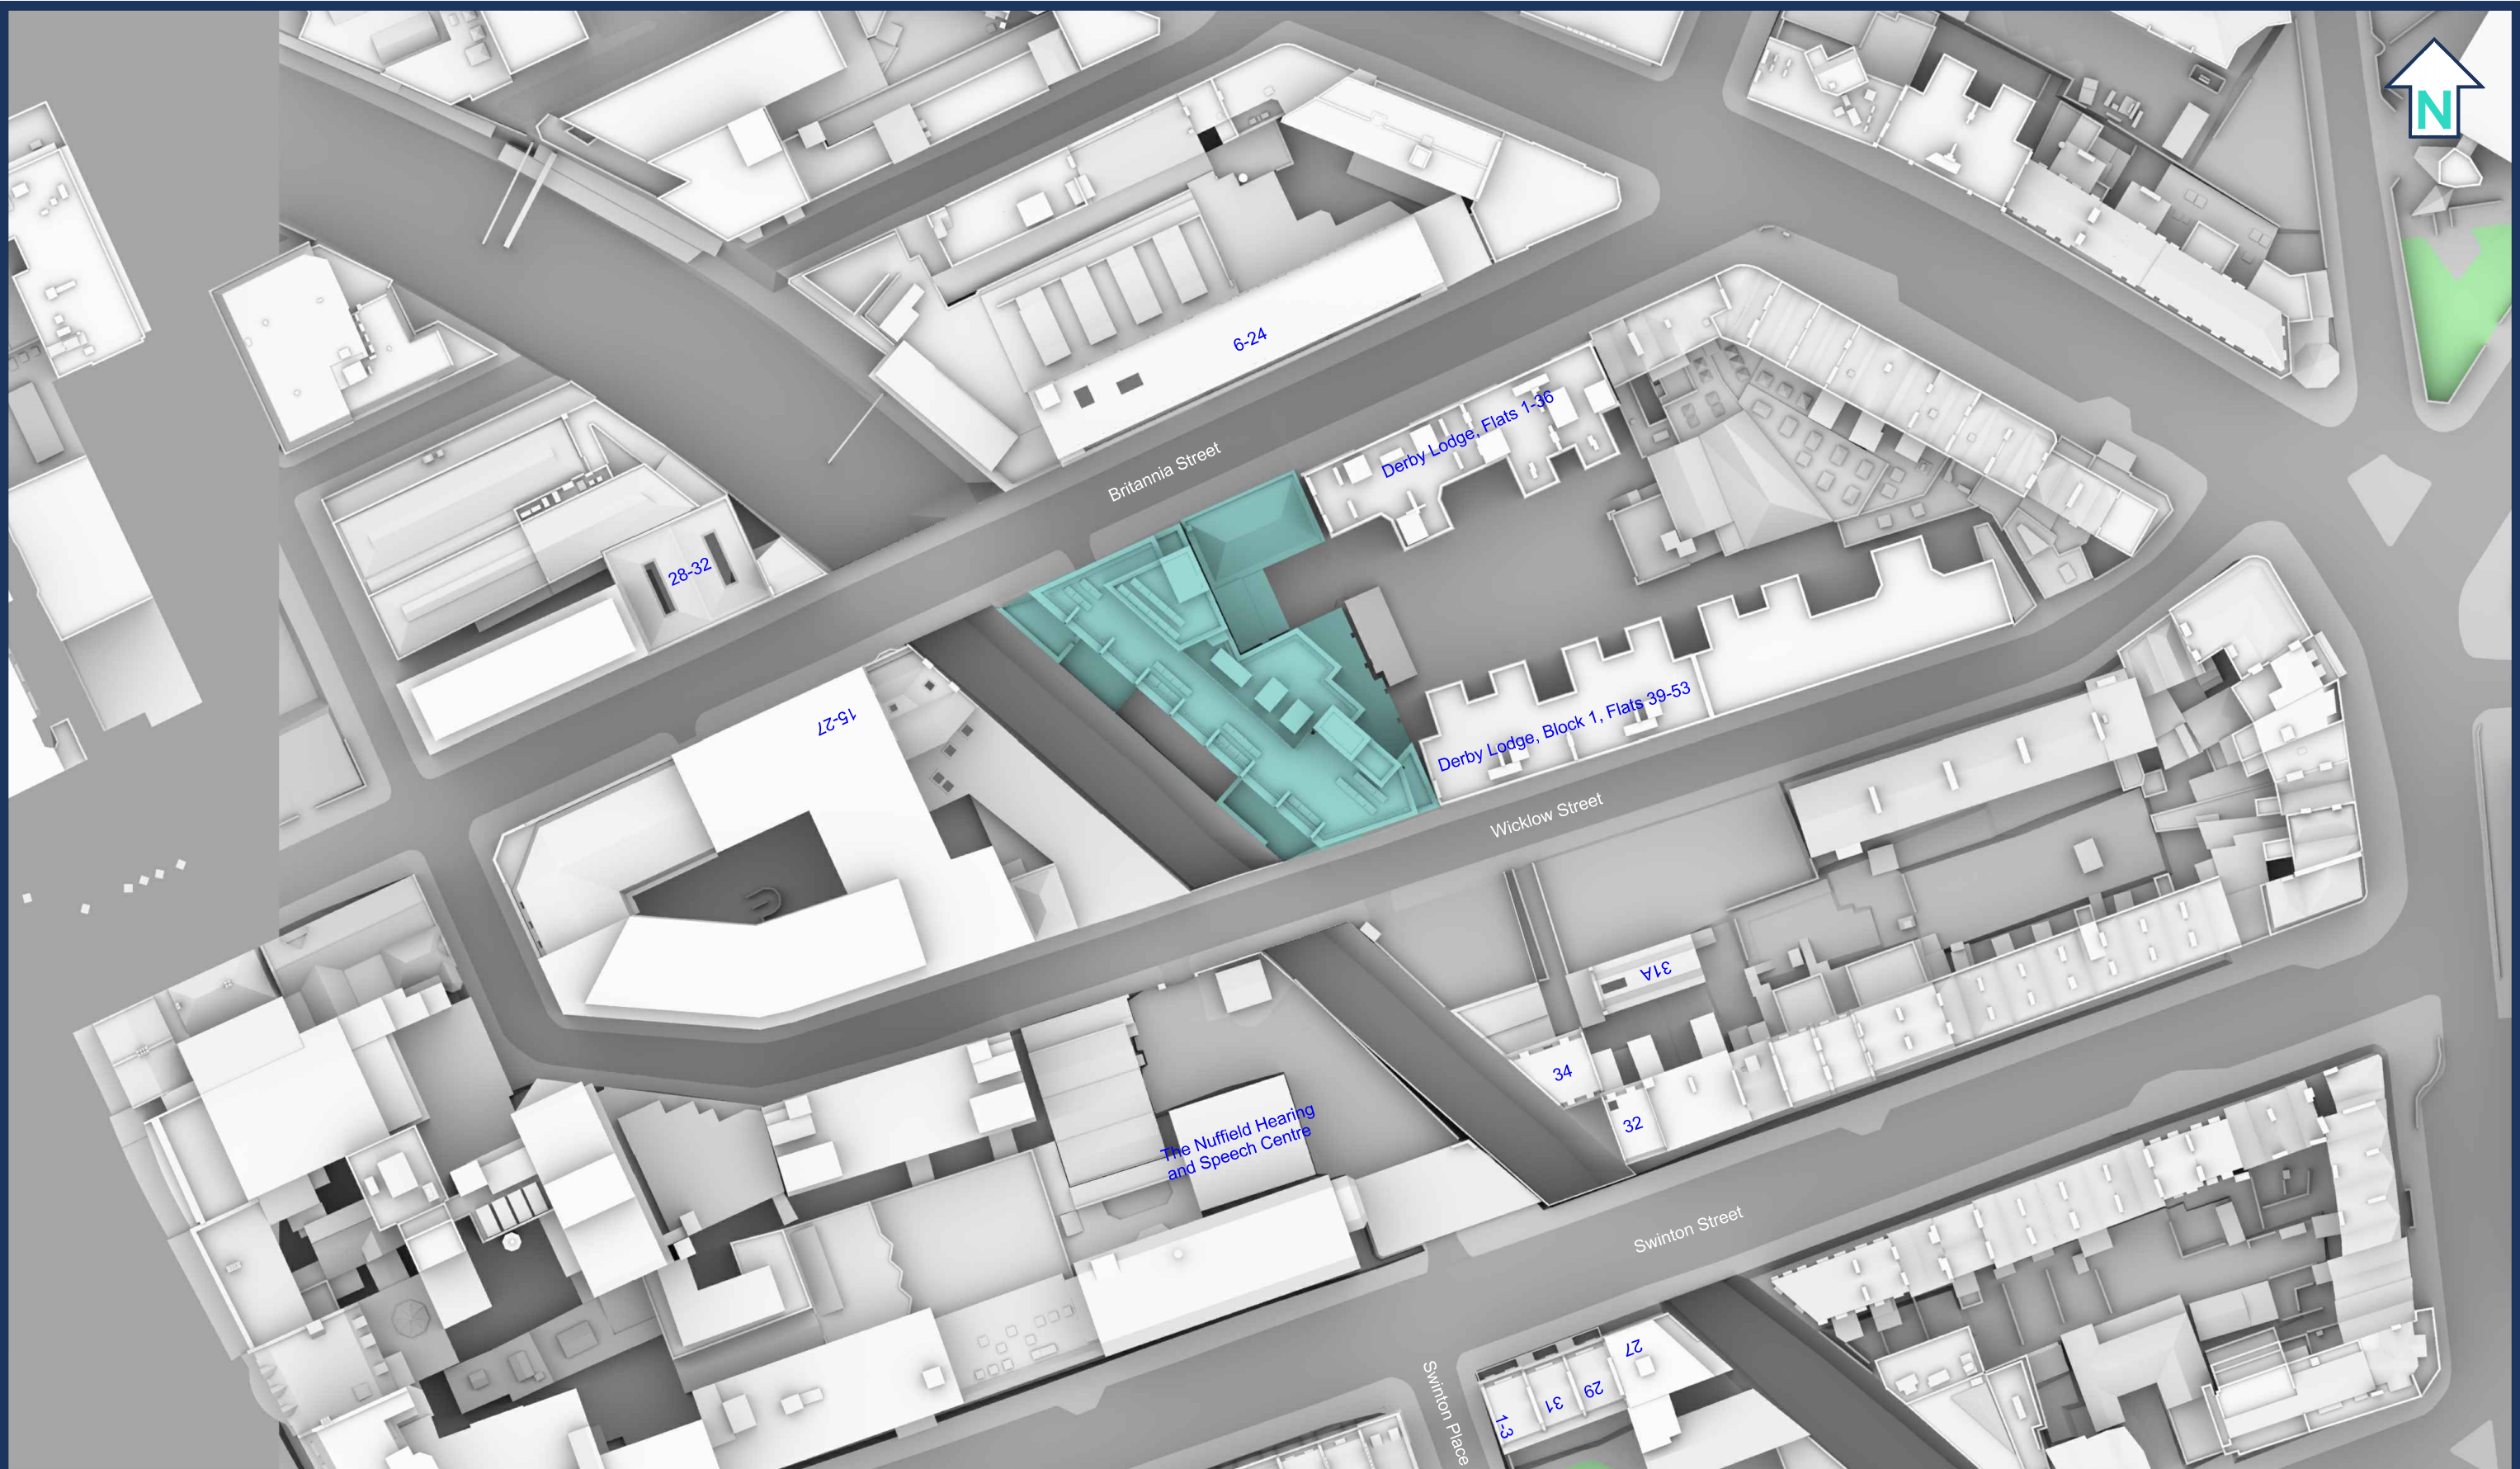 N
6-24
Derby Lodge, Flats 1-36
Britannia Street
28-32
15-27
Derby Lodge, Block 1, Flats 39-53
Wicklow Street
31A
34
32
The Nuffield Hearing
and Speech Centre
Swinton Street
27
29
31
1-3
Swinton Place